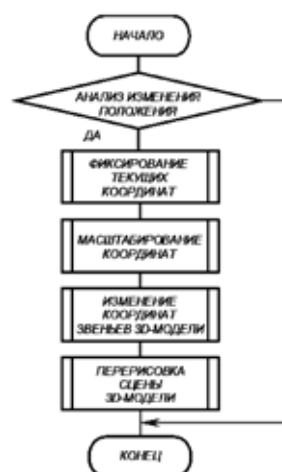 НАЧАЛО
АНАЛИЗ ИЗМЕНЕНИЯ
ПОЛОЖЕНИЯ
ДА
ФИКСИРОВАНИЕ
ТЕКУЩИХ
КООРДИНАТ
МАСШТАБИРОВАНИЕ
КООРДИНАТ
ИЗМЕНЕНИЕ
КООРДИНАТ
ЗВЕНЬЕВ 3D-МОДЕЛИ
ПЕРЕРИСОВКА
СЦЕНЫ
3D-МОДЕЛИ
КОНЕЦ